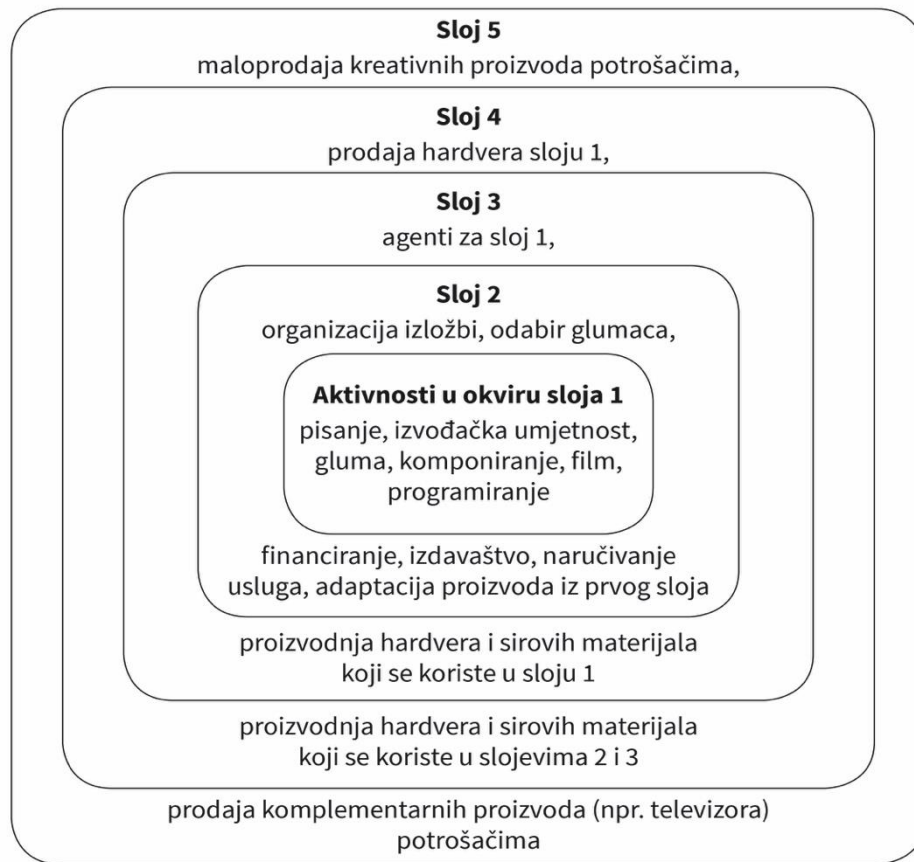 Sloj 5
maloprodaja kreativnih proizvoda potrošačima,
Sloj 4
prodaja hardvera sloju 1,
Sloj 3
agenti za sloj 1,
Sloj 2
organizacija izložbi, odabir glumaca,
Aktivnosti u okviru sloja 1
pisanje, izvođačka umjetnost,
gluma, komponiranje, film,
programiranje
financiranje, izdavaštvo, naručivanje
usluga, adaptacija proizvoda iz prvog sloja
proizvodnja hardvera i sirovih materijala
koji se koriste u sloju 1
proizvodnja hardvera i sirovih materijala
koji se koriste u slojevima 2 i 3
prodaja komplementarnih proizvoda (npr. televizora)
potrošačima